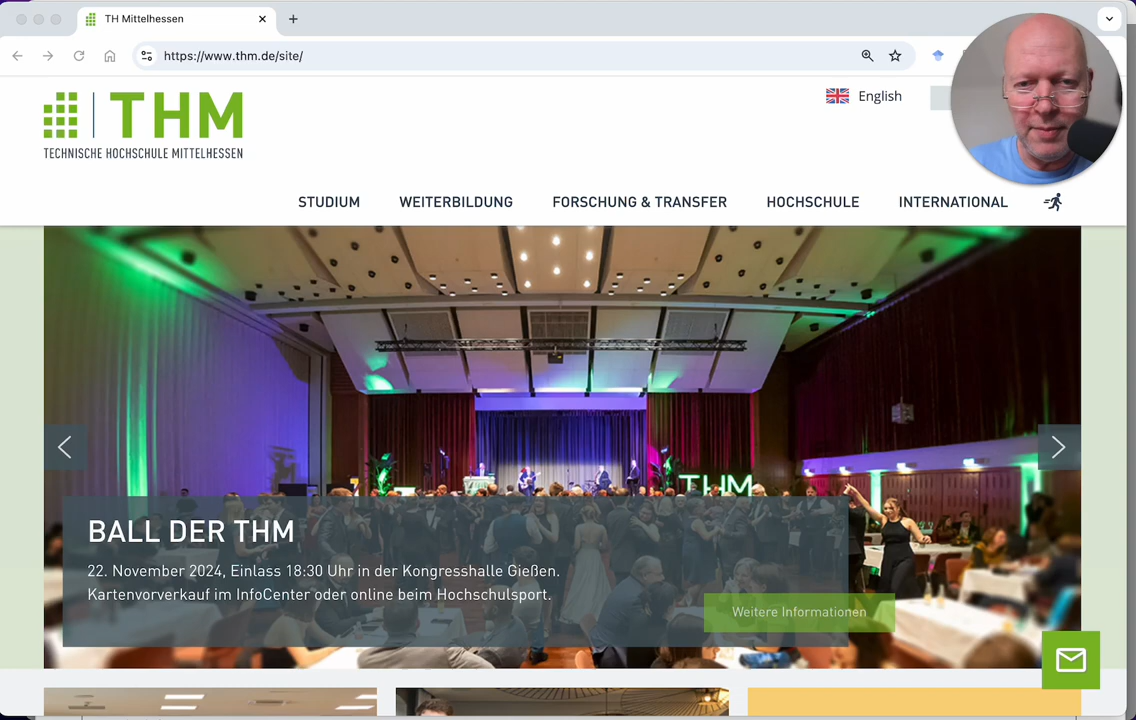 TH Mittelhessen
https://www.thm.de/site/
English
THM
TECHNISCHE HOCHSCHULE MITTELHESSEN
STUDIUM WEITERBILDUNG FORSCHUNG & TRANSFER HOCHSCHULE INTERNATIONAL
THM
BALL DER THM
22. November 2024, Einlass 18:30 Uhr in der Kongresshalle Gießen.
Kartenvorverkauf im InfoCenter oder online beim Hochschulsport.
Weitere Informationen